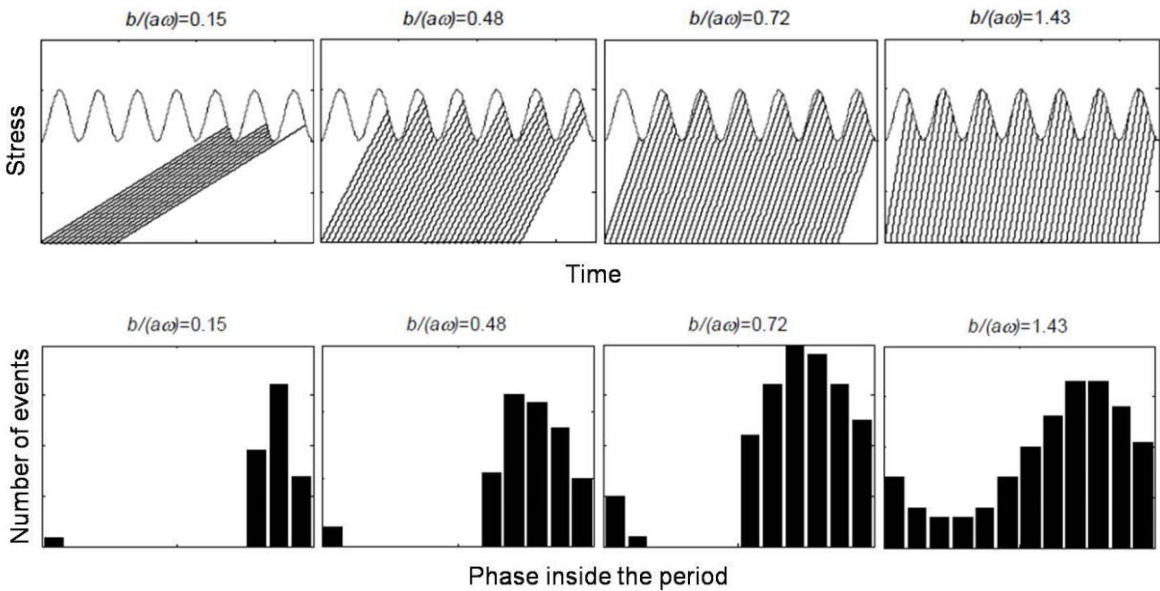 b/(aω)=0.15 b/(aω)=0.48 b/(aω)=0.72 b/(aω)=1.43
Stress
Time
b/(aω)=0.15 b/(aω)=0.48 b/(aω)=0.72 b/(aω)=1.43
Number of events
Phase inside the period